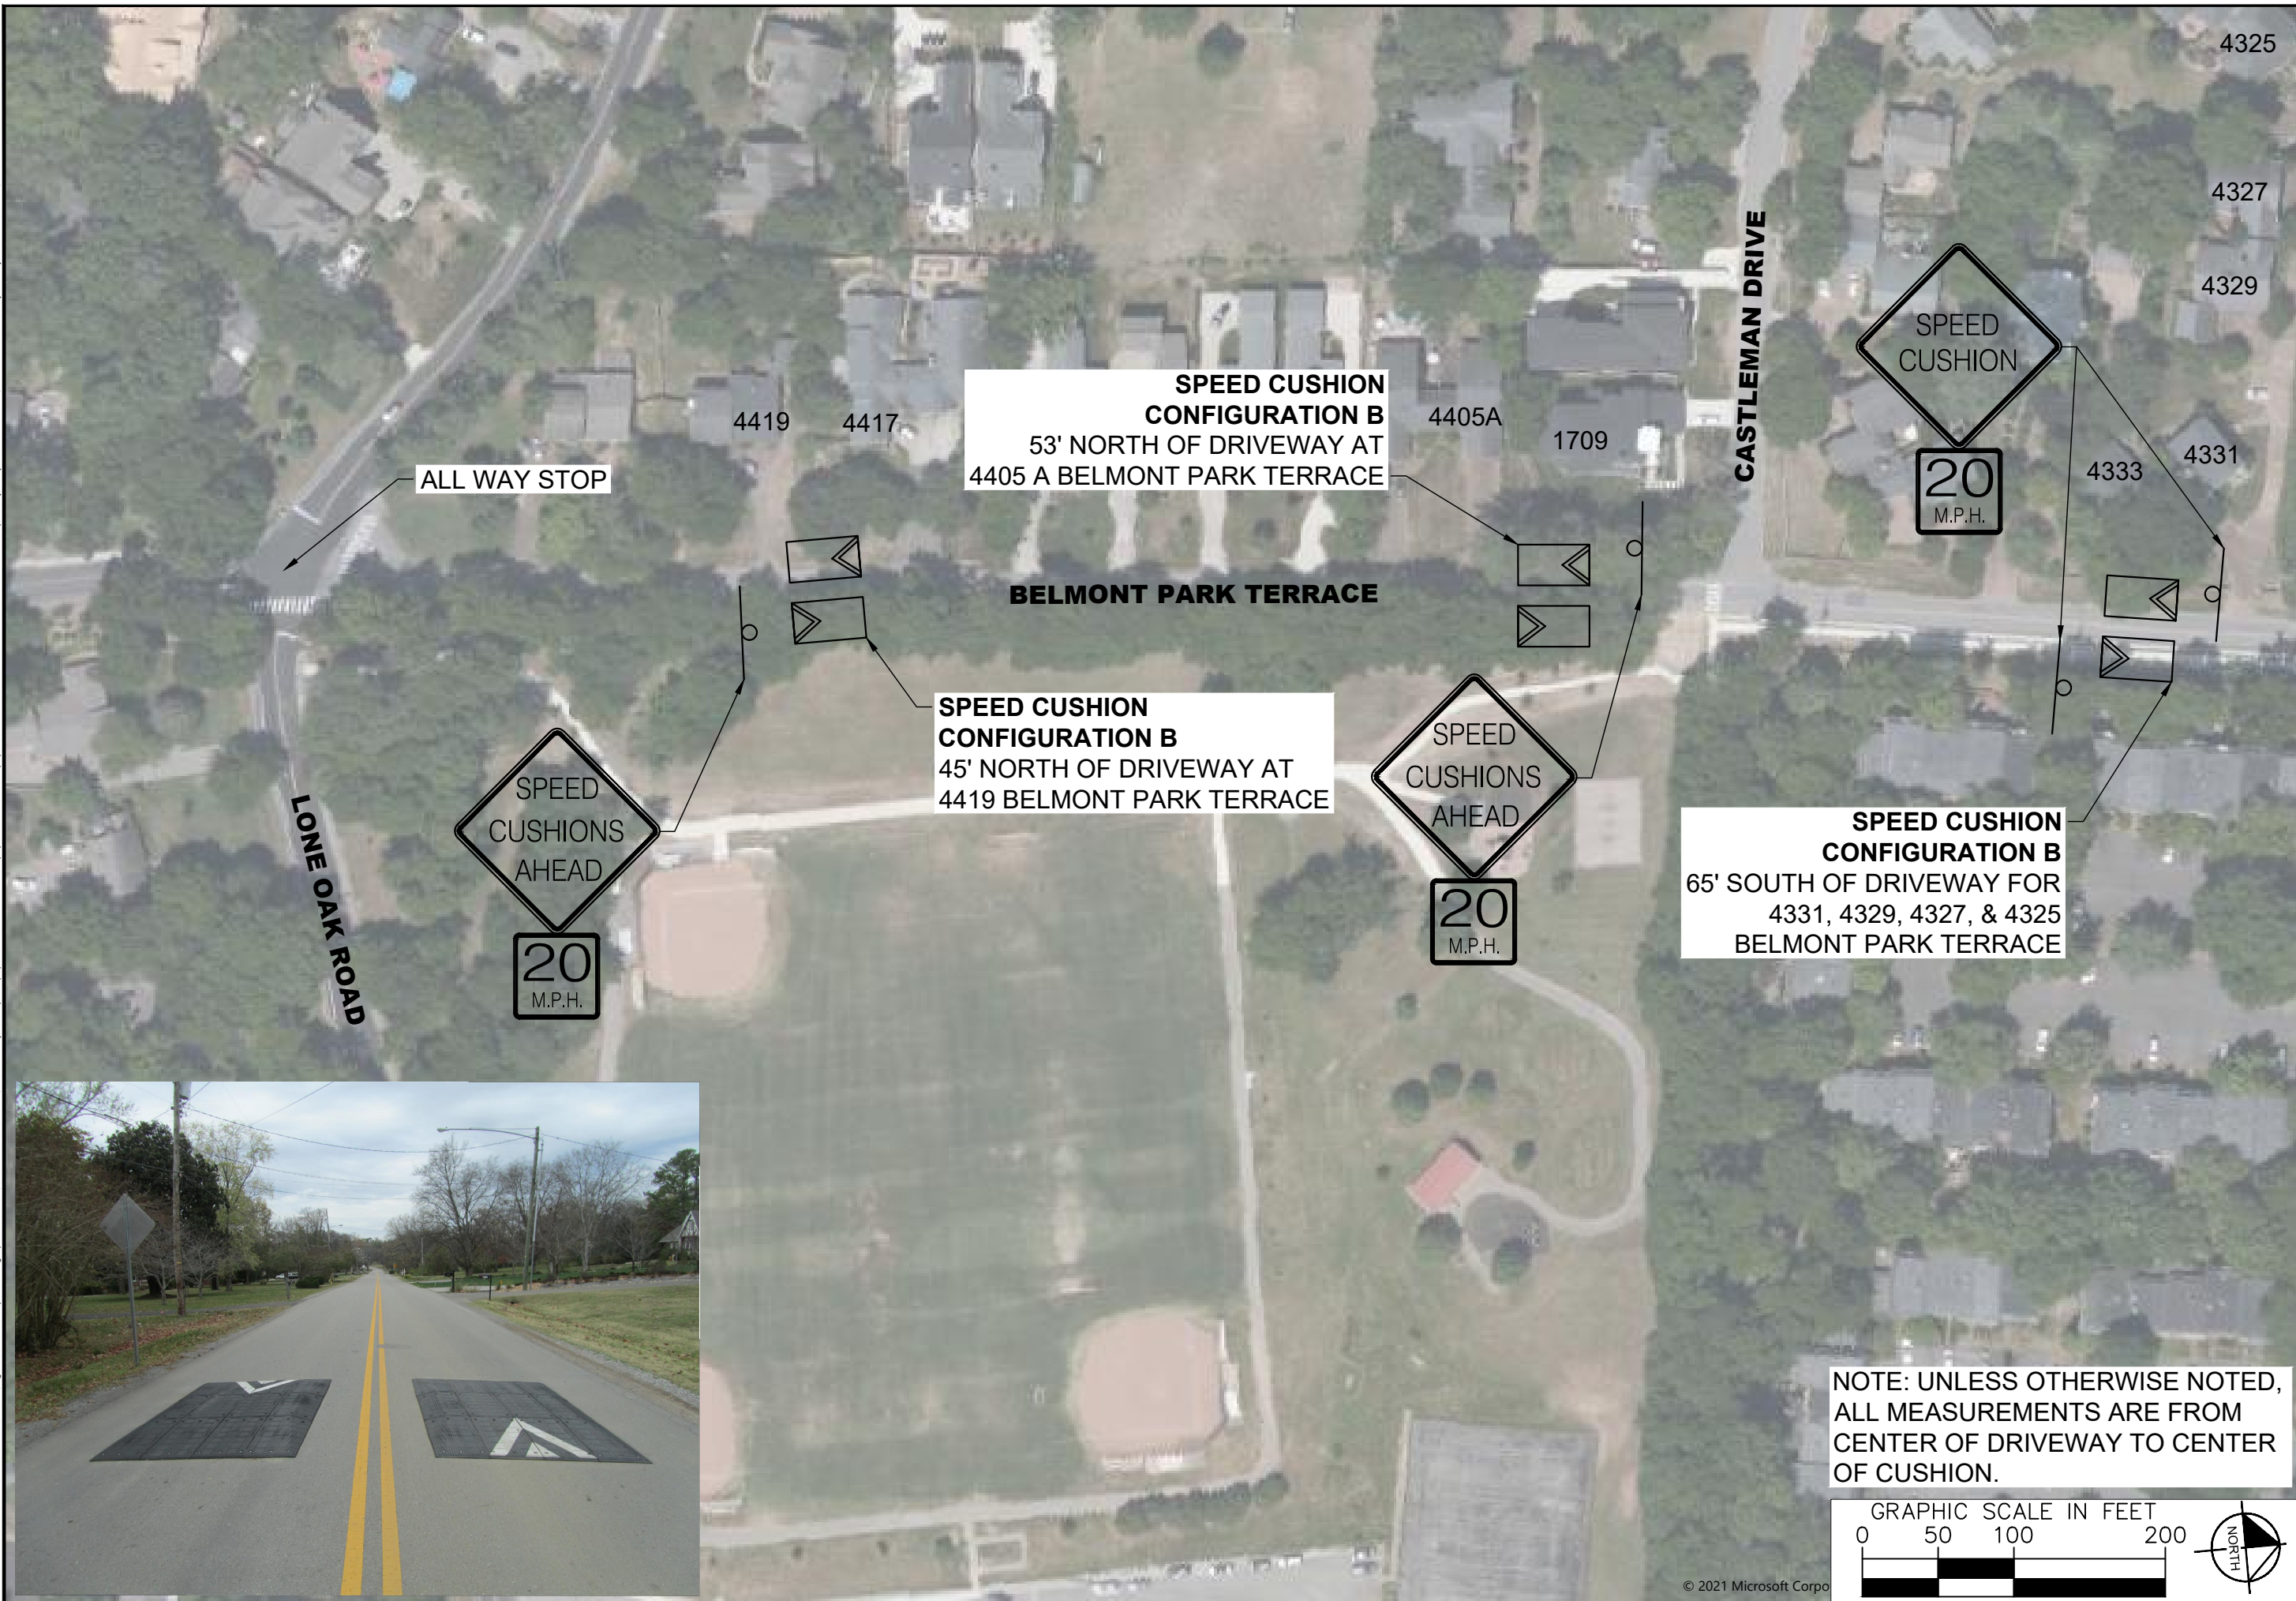 4325
4327
4329
CASTLEMAN DRIVE
SPEED
CUSHION
20
M.P.H.
4331
4333
SPEED CUSHION
CONFIGURATION B
53' NORTH OF DRIVEWAY AT
4405 A BELMONT PARK TERRACE
4419
4417
4405A
1709
ALL WAY STOP
BELMONT PARK TERRACE
SPEED CUSHION
CONFIGURATION B
45' NORTH OF DRIVEWAY AT
4419 BELMONT PARK TERRACE
SPEED
CUSHIONS
AHEAD
20
M.P.H.
SPEED
CUSHIONS
AHEAD
20
M.P.H.
LONE OAK ROAD
SPEED CUSHION
CONFIGURATION B
65' SOUTH OF DRIVEWAY FOR
4331, 4329, 4327, & 4325
BELMONT PARK TERRACE
NOTE: UNLESS OTHERWISE NOTED,
ALL MEASUREMENTS ARE FROM
CENTER OF DRIVEWAY TO CENTER
OF CUSHION.
GRAPHIC SCALE IN FEET
0 50 100 200
NORTH
© 2021 Microsoft Corpo